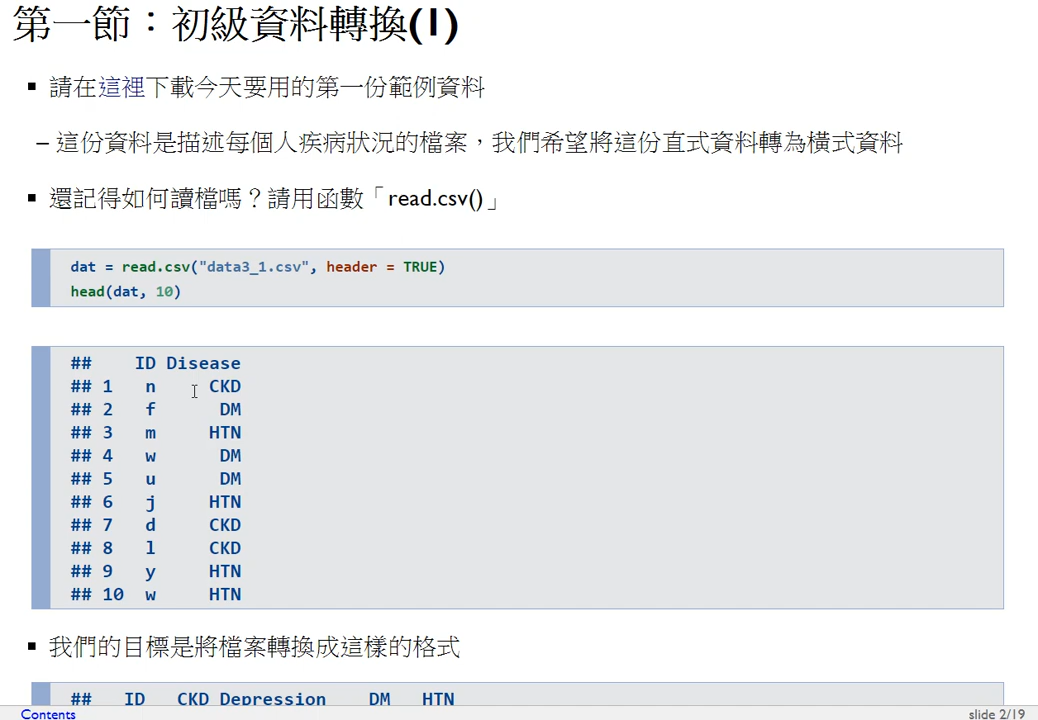 第一節：初級資料轉換(1)
▪ 請在這裡下載今天要用的第一份範例資料
– 這份資料是描述每個人疾病狀況的檔案，我們希望將這份直式資料轉為橫式資料
▪ 還記得如何讀檔嗎？請用函數「read.csv()」
dat = read.csv("data3_1.csv", header = TRUE)
head(dat, 10)
## ID Disease
## 1 n CKD
## 2 f DM
## 3 m HTN
## 4 w DM
## 5 u DM
## 6 j HTN
## 7 d CKD
## 8 l CKD
## 9 y HTN
## 10 w HTN
▪ 我們的目標是將檔案轉換成這樣的格式
## ID CKD Depression DM HTN
Contents slide 2/19